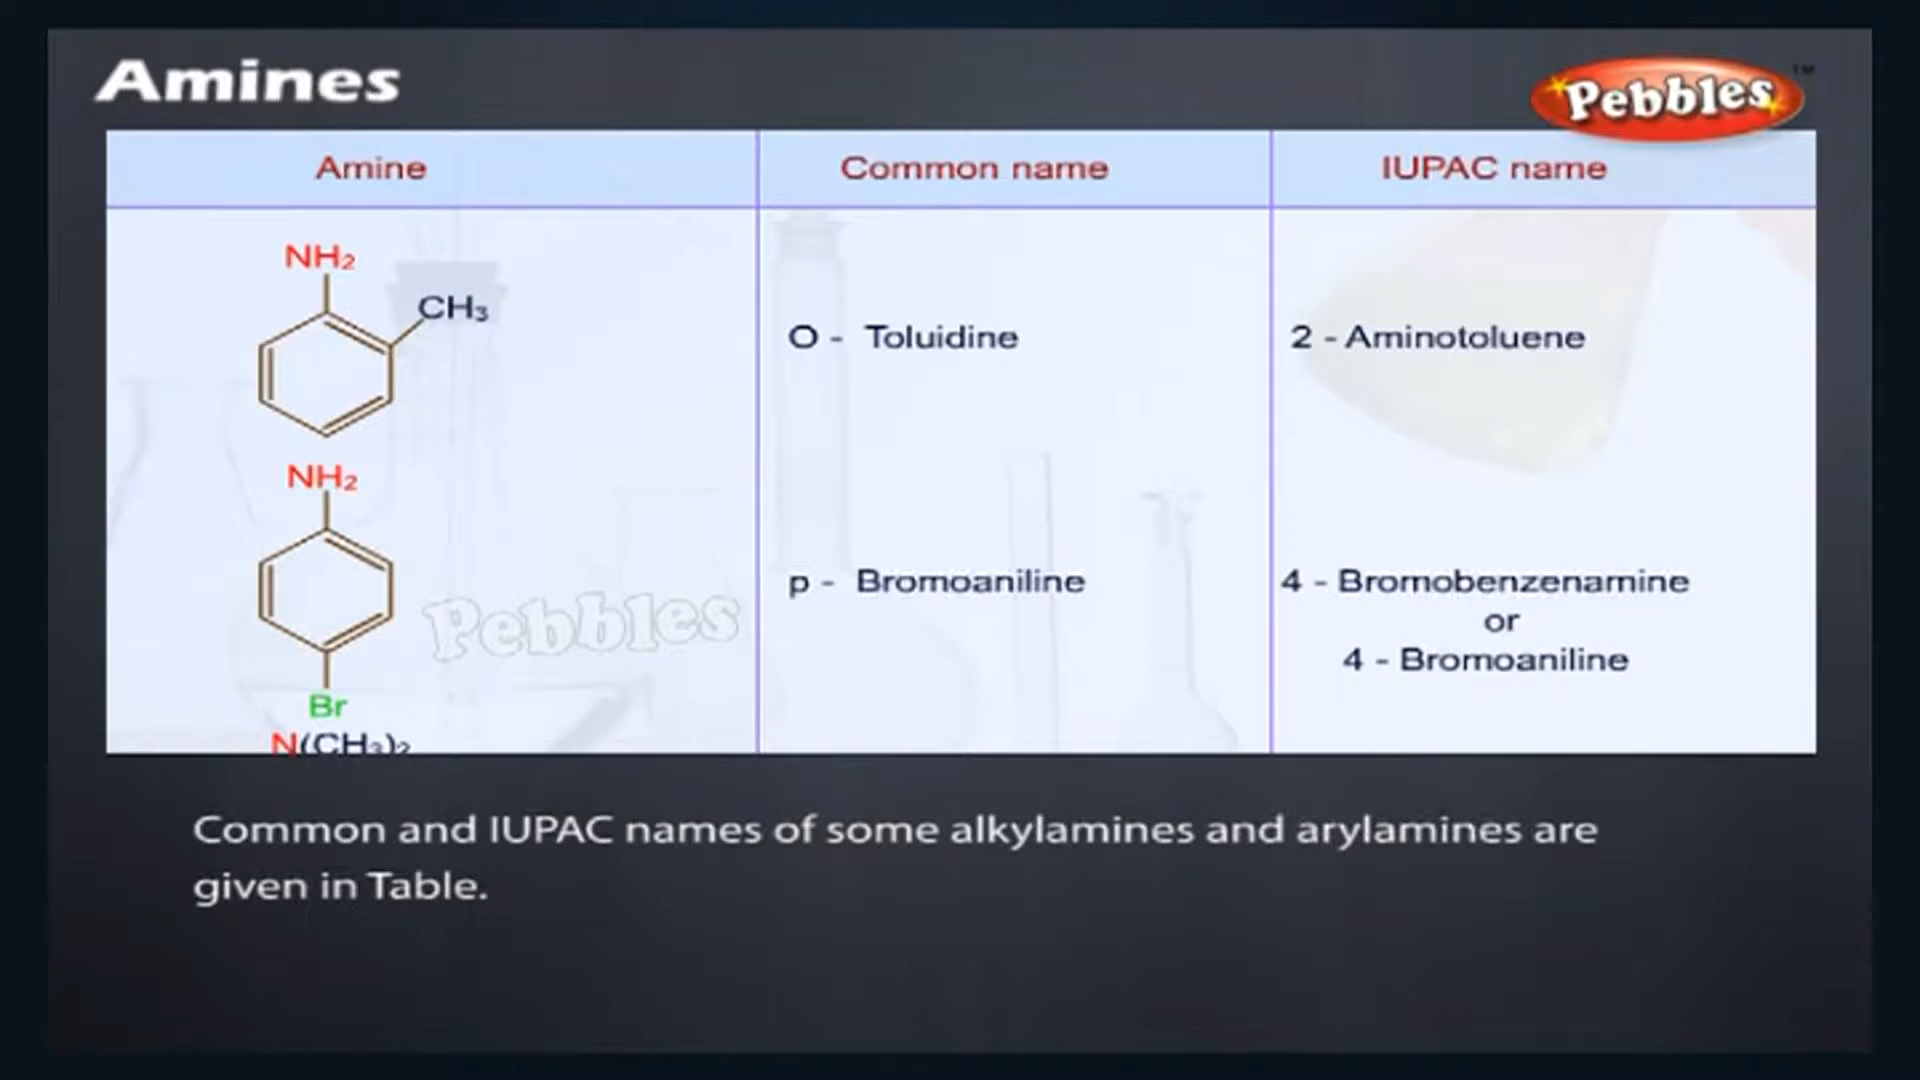 Amines
Pebbles™
Amine Common name IUPAC name
NH₂
CH₃
O - Toluidine 2 - Aminotoluene
NH₂
p - Bromoaniline 4 - Bromobenzenamine
or
Pebbles
4 - Bromoaniline
Br
N(CH₃)₂
Common and IUPAC names of some alkylamines and arylamines are
given in Table.